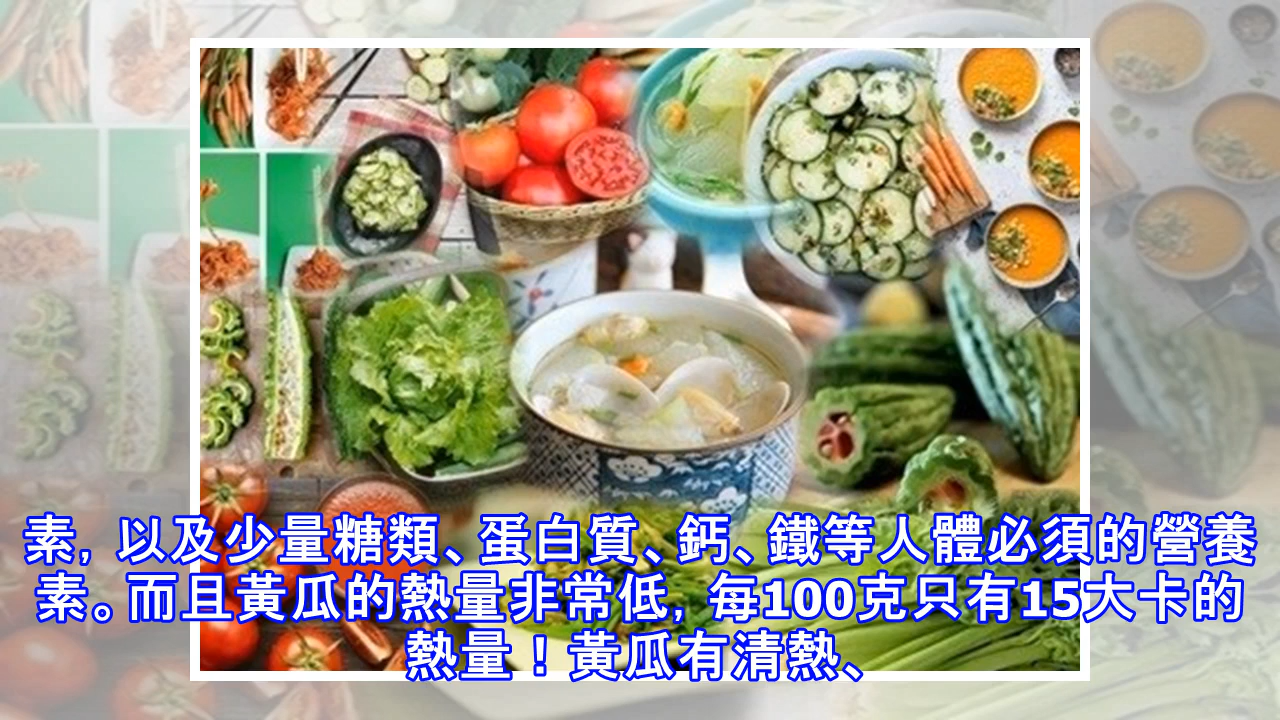 素, 以及少量糖類、蛋白質、鈣、鐵等人體必須的營養
素。而且黃瓜的熱量非常低, 每100克只有15大卡的
熱量！黃瓜有清熱、